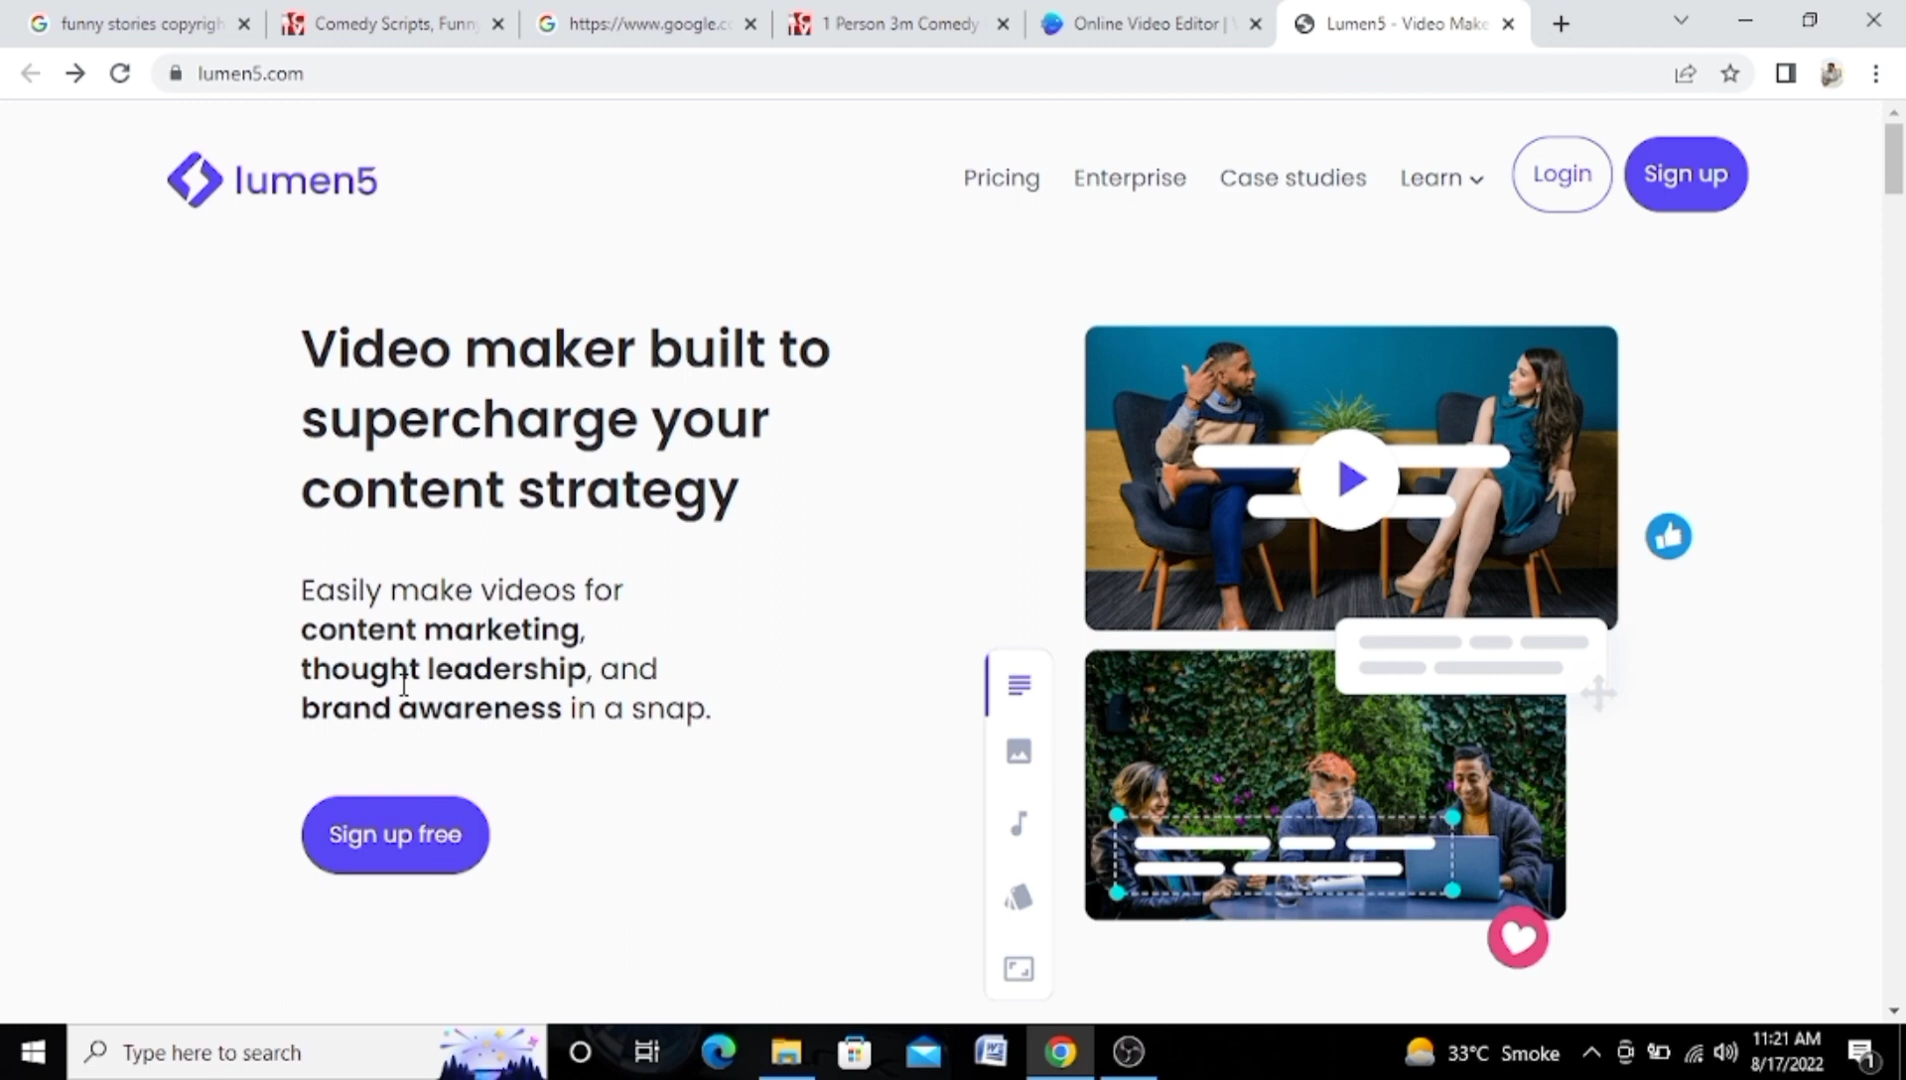 funny stories copyrigh
Comedy Scripts, Funny
https://www.google.co
1 Person 3m Comedy
Online Video Editor |
Lumen5 - Video Make
lumen5.com
lumen5
Pricing
Enterprise
Case studies
Learn
Login
Sign up
Video maker built to
supercharge your
content strategy
Easily make videos for
content marketing,
thought leadership, and
brand awareness in a snap.
Sign up free
Type here to search
33°C Smoke
11:21 AM
8/17/2022
1